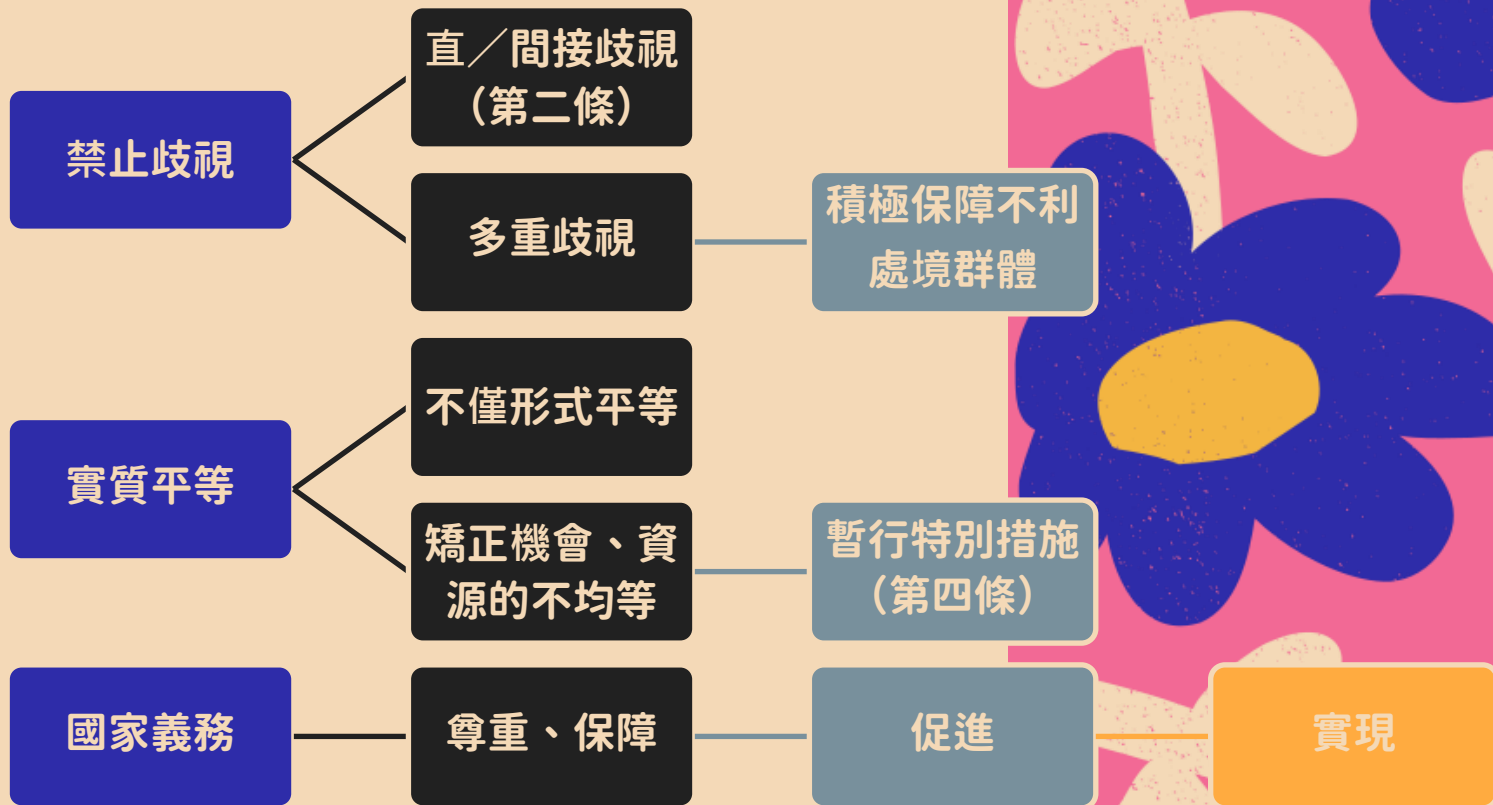 禁止歧視
直／間接歧視
（第二條）
多重歧視
積極保障不利
處境群體
實質平等
不僅形式平等
矯正機會、資
源的不均等
暫行特別措施
（第四條）
國家義務
尊重、保障
促進
實現